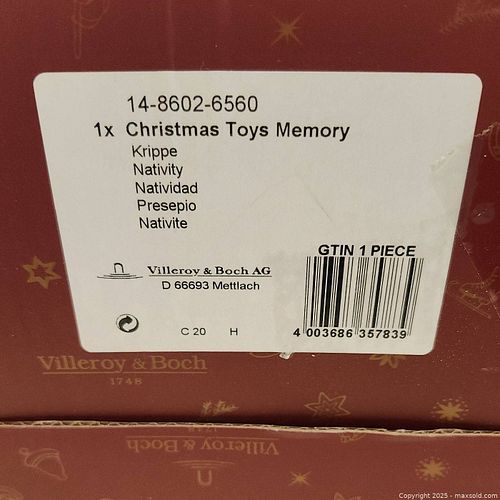 14-8602-6560
1x Christmas Toys Memory
Krippe
Nativity
Natividad
Presepio
Nativite
GTIN 1 PIECE
Villeroy & Boch AG
D 66693 Mettlach
C 20 H
4 003686 357839
Villeroy & Boch
1748
Villeroy & Boch
Copyright 2025 - maxsold.com